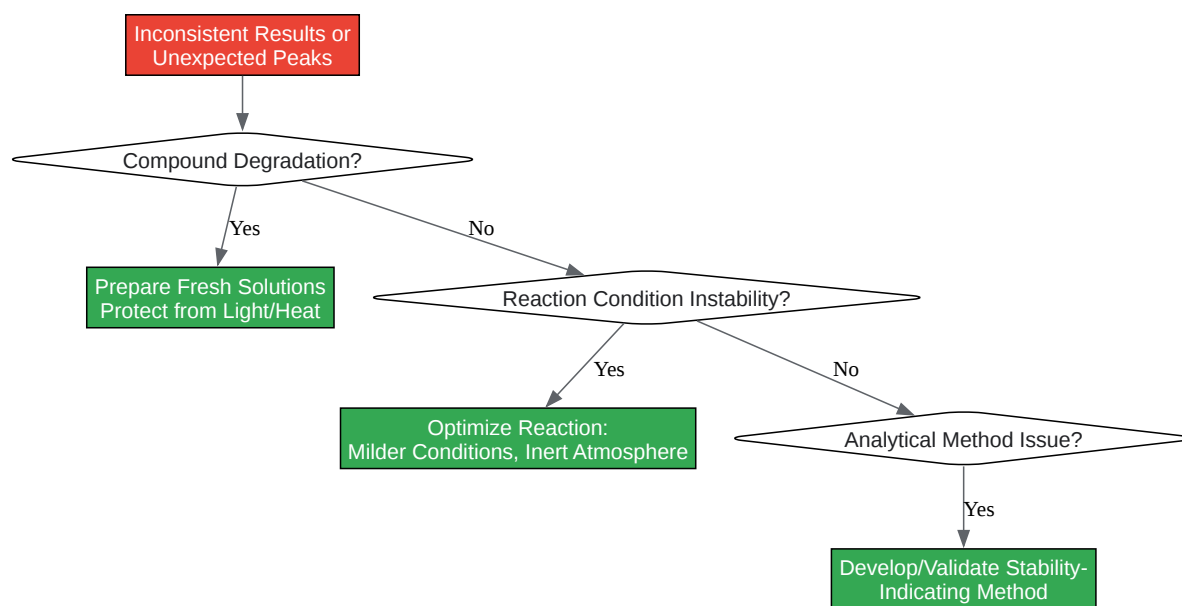 Inconsistent Results or
Unexpected Peaks
Compound Degradation?
Yes
No
Prepare Fresh Solutions
Protect from Light/Heat
Reaction Condition Instability?
Yes
No
Optimize Reaction:
Milder Conditions, Inert Atmosphere
Analytical Method Issue?
Yes
Develop/Validate Stability-
Indicating Method